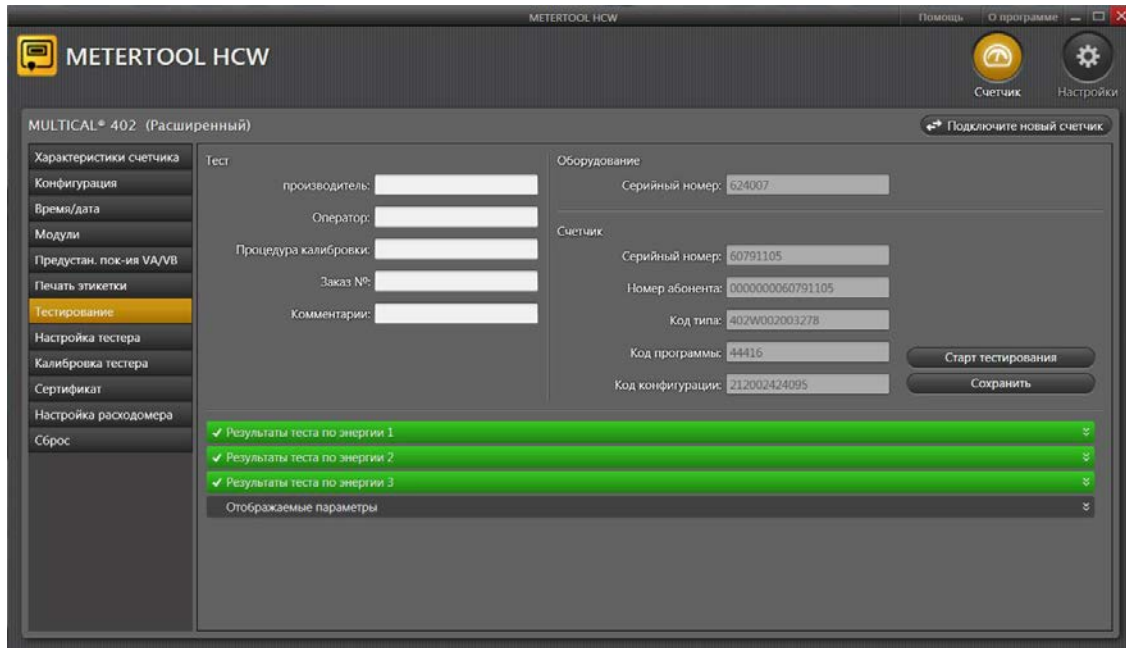 METERTOOL HCW
Помощь
О программе
METERTOOL HCW
Счетчик
Настройки
MULTICAL® 402 (Расширенный)
Подключите новый счетчик
Характеристики счетчика
Конфигурация
Время/дата
Модули
Предустан. пок-ия VA/VB
Печать этикетки
Тестирование
Настройка тестера
Калибровка тестера
Сертификат
Настройка расходомера
Сброс
Тест
производитель:
Оператор:
Процедура калибровки:
Заказ №:
Комментарии:
Оборудование
Серийный номер: 624007
Счетчик
Серийный номер: 60791105
Номер абонента: 0000000060791105
Код типа: 402W002003278
Код программы: 44416
Код конфигурации: 212002424095
Старт тестирования
Сохранить
Результаты теста по энергии 1
Результаты теста по энергии 2
Результаты теста по энергии 3
Отображаемые параметры